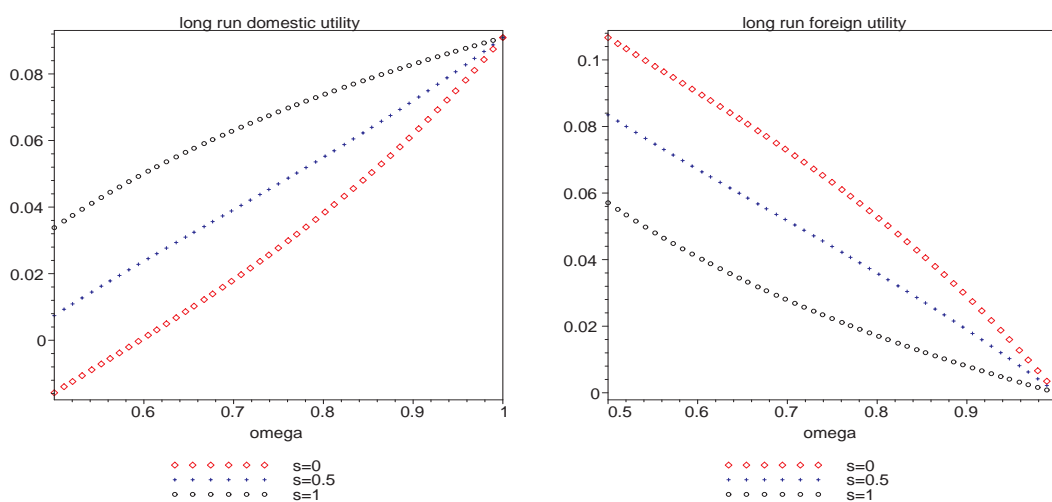 long run domestic utility
0.08
0.06
0.04
0.02
0
0.6
0.7
0.8
0.9
1
omega
s=0
s=0.5
s=1
long run foreign utility
0.1
0.08
0.06
0.04
0.02
0
0.5
0.6
0.7
0.8
0.9
omega
s=0
s=0.5
s=1